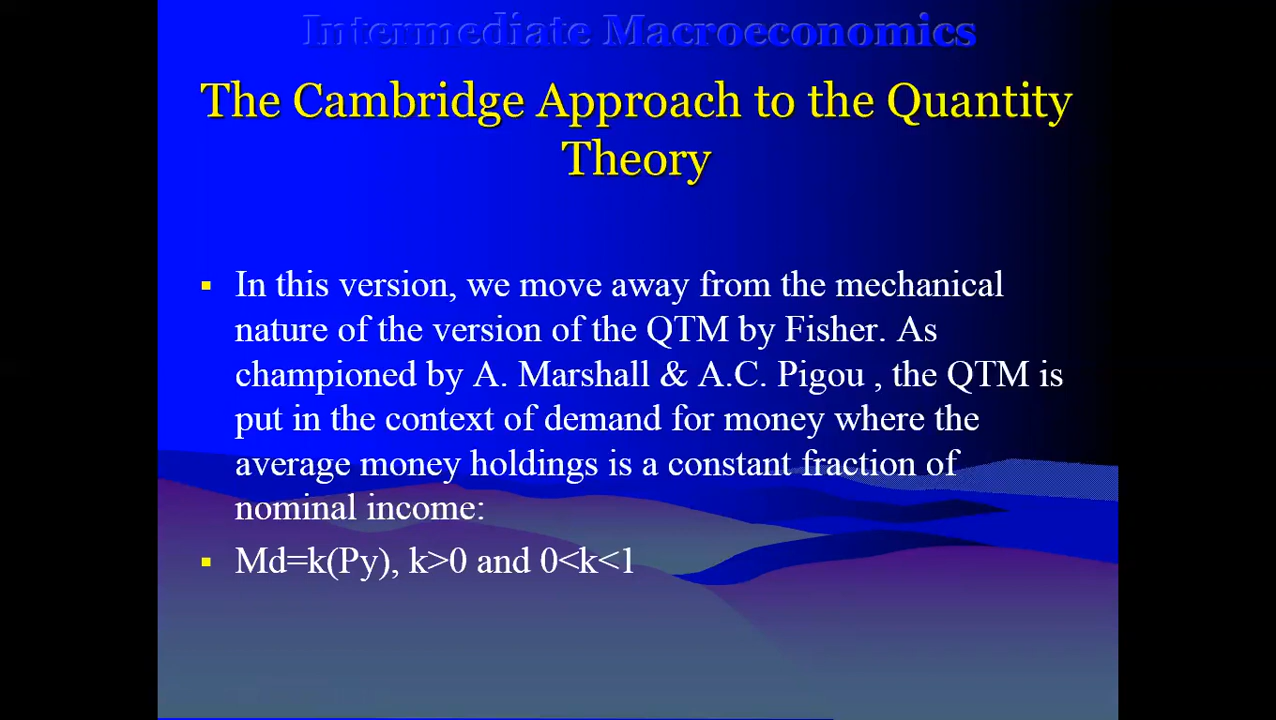 Intermediate Macroeconomics
The Cambridge Approach to the Quantity
Theory
▪ In this version, we move away from the mechanical
nature of the version of the QTM by Fisher. As
championed by A. Marshall & A.C. Pigou , the QTM is
put in the context of demand for money where the
average money holdings is a constant fraction of
nominal income:
▪ Md=k(Py), k>0 and 0<k<1